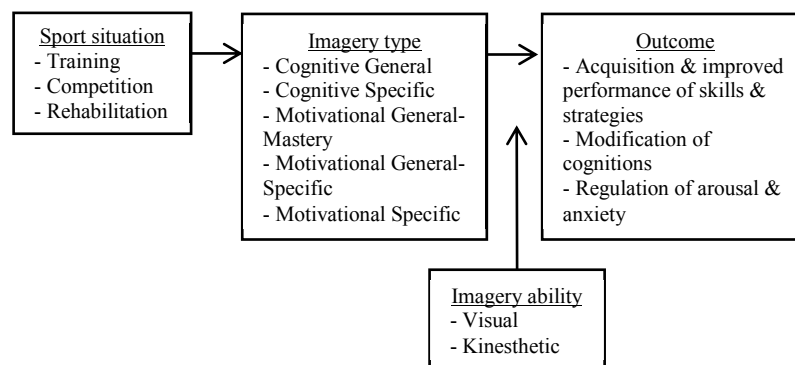 Sport situation
- Training
- Competition
- Rehabilitation
Imagery type
- Cognitive General
- Cognitive Specific
- Motivational General-
Mastery
- Motivational General-
Specific
- Motivational Specific
Outcome
- Acquisition & improved
performance of skills &
strategies
- Modification of
cognitions
- Regulation of arousal &
anxiety
Imagery ability
- Visual
- Kinesthetic